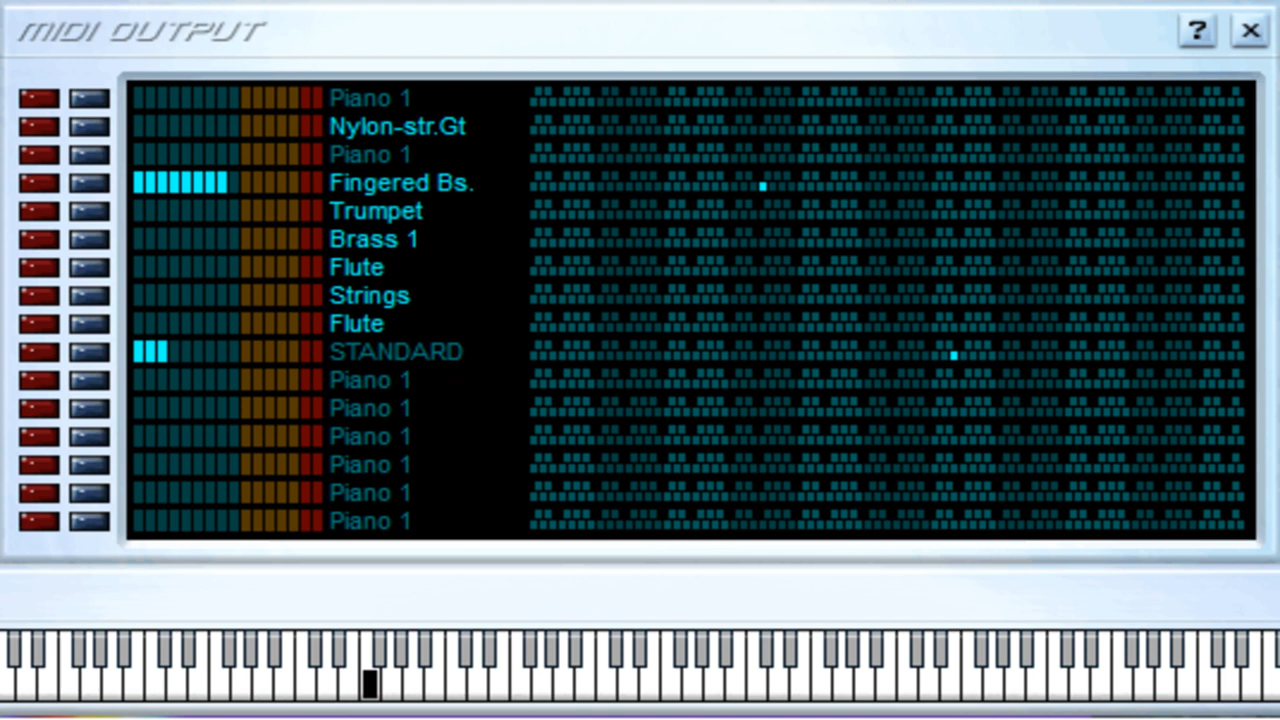 MIDI OUTPUT
? ×
Piano 1
Nylon-str.Gt
Piano 1
Fingered Bs.
Trumpet
Brass 1
Flute
Strings
Flute
STANDARD
Piano 1
Piano 1
Piano 1
Piano 1
Piano 1
Piano 1